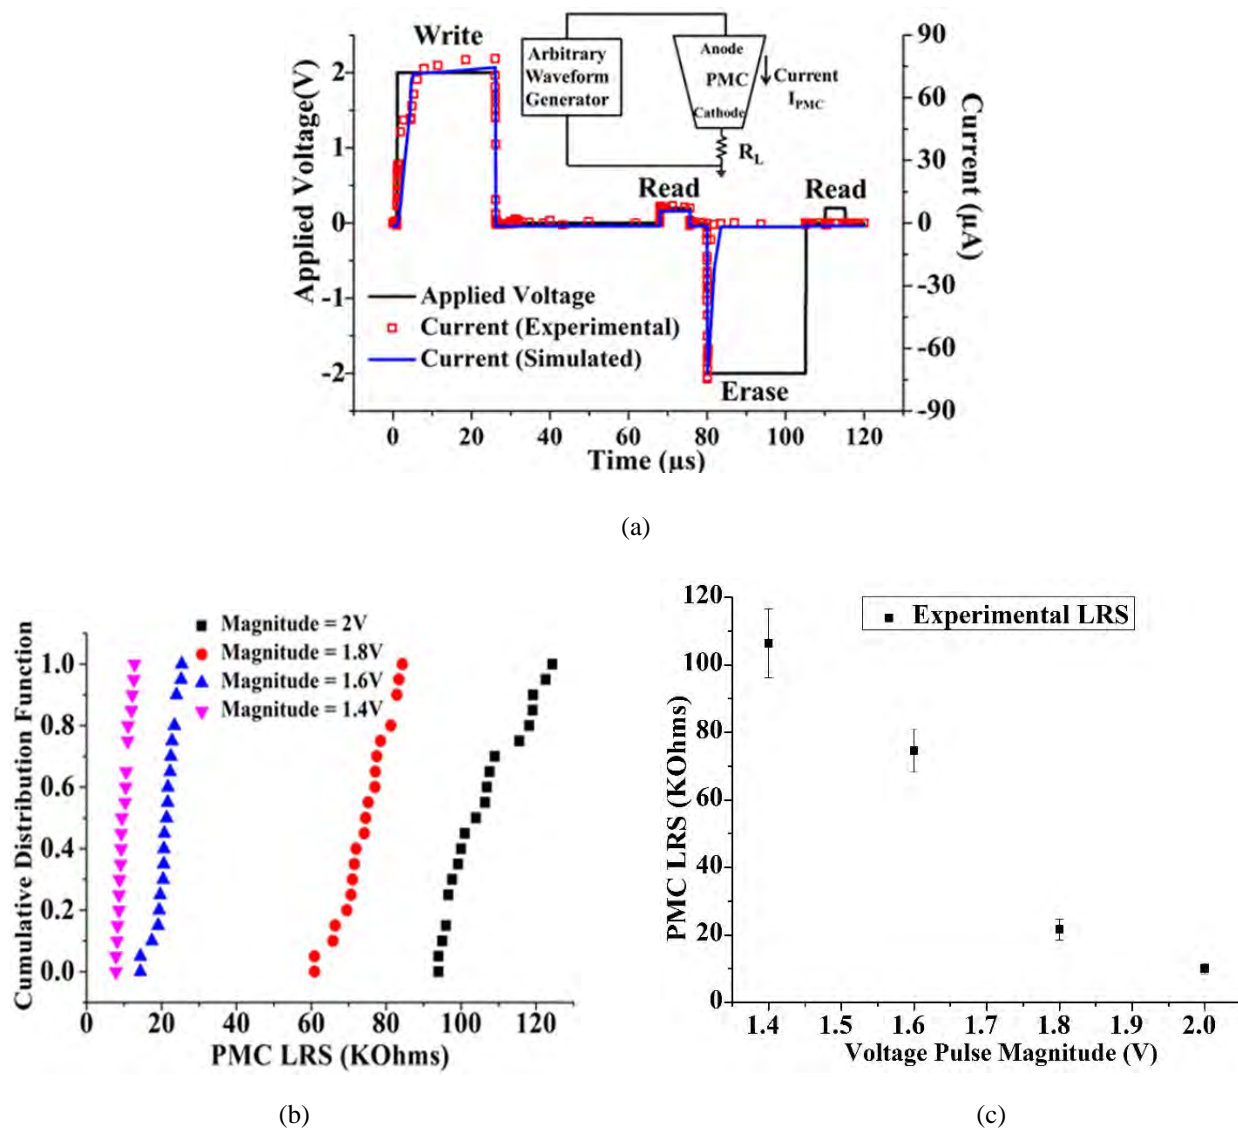 Write
Arbitrary
Waveform
Generator
Anode
PMC
Cathode
Current
I_PMC
R_L
Read
Read
Erase
Applied Voltage
Current (Experimental)
Current (Simulated)
Applied Voltage(V)
2
1
0
-1
-2
Current (µA)
90
60
30
0
-30
-60
-90
0 20 40 60 80 100 120
Time (µs)
(a)
Magnitude = 2V
Magnitude = 1.8V
Magnitude = 1.6V
Magnitude = 1.4V
Cumulative Distribution Function
1.0
0.8
0.6
0.4
0.2
0.0
0 20 40 60 80 100 120
PMC LRS (KOhms)
(b)
Experimental LRS
PMC LRS (KOhms)
120
100
80
60
40
20
0
1.4 1.5 1.6 1.7 1.8 1.9 2.0
Voltage Pulse Magnitude (V)
(c)